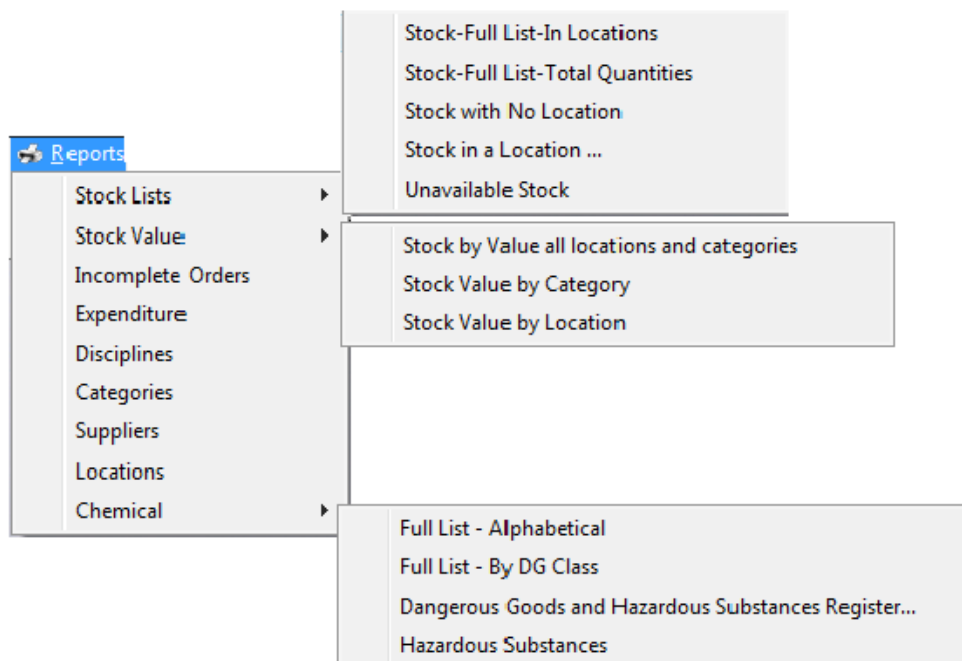 Reports
Stock Lists
Stock-Full List-In Locations
Stock-Full List-Total Quantities
Stock with No Location
Stock in a Location ...
Unavailable Stock
Stock Value
Stock by Value all locations and categories
Stock Value by Category
Stock Value by Location
Incomplete Orders
Expenditure
Disciplines
Categories
Suppliers
Locations
Chemical
Full List - Alphabetical
Full List - By DG Class
Dangerous Goods and Hazardous Substances Register...
Hazardous Substances